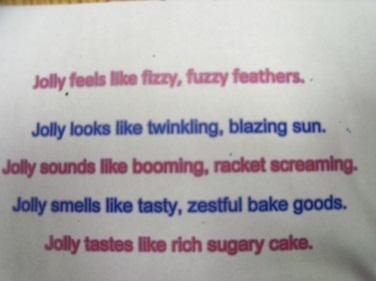 Jolly feels like fizzy, fuzzy feathers.
Jolly looks like twinkling, blazing sun.
Jolly sounds like booming, racket screaming.
Jolly smells like tasty, zestful bake goods.
Jolly tastes like rich sugary cake.